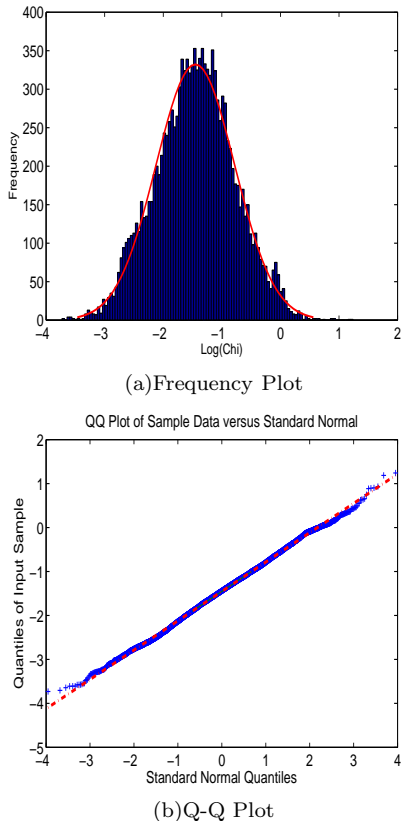 400
350
300
250
200
150
100
50
0
Frequency
−4 −3 −2 −1 0 1 2
Log(Chi)
(a)Frequency Plot
QQ Plot of Sample Data versus Standard Normal
2
1
0
−1
−2
−3
−4
−5
Quantiles of Input Sample
−4 −3 −2 −1 0 1 2 3 4
Standard Normal Quantiles
(b)Q-Q Plot